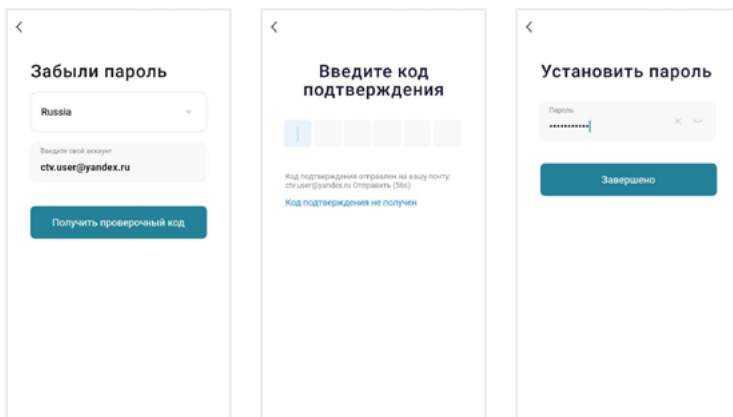 Забыли пароль
Russia
Введите свой аккаунт
ctv.user@yandex.ru
Получить проверочный код
Введите код
подтверждения
Код подтверждения отправлен на вашу почту:
ctv.user@yandex.ru Отправить (56s)
Код подтверждения не получен
Установить пароль
Пароль
•••••••••••
Завершено